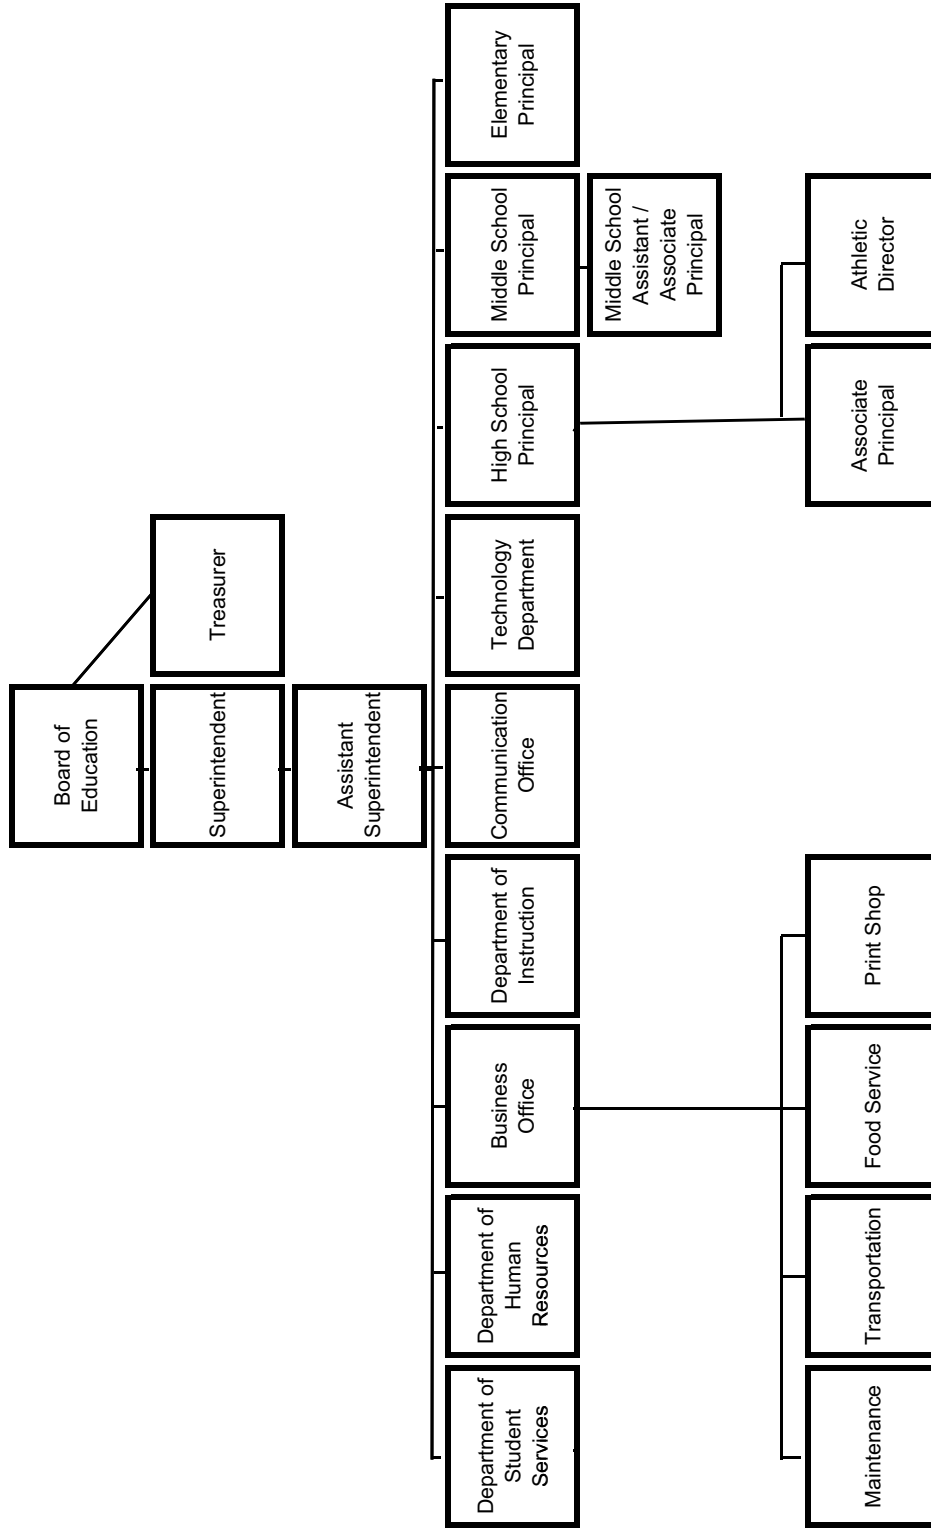 Board of
Education
Superintendent
Treasurer
Assistant
Superintendent
Department of
Student
Services
Department of
Human
Resources
Business
Office
Department of
Instruction
Communication
Office
Technology
Department
High School
Principal
Middle School
Principal
Elementary
Principal
Middle School
Assistant /
Associate
Principal
Maintenance
Transportation
Food Service
Print Shop
Associate
Principal
Athletic
Director